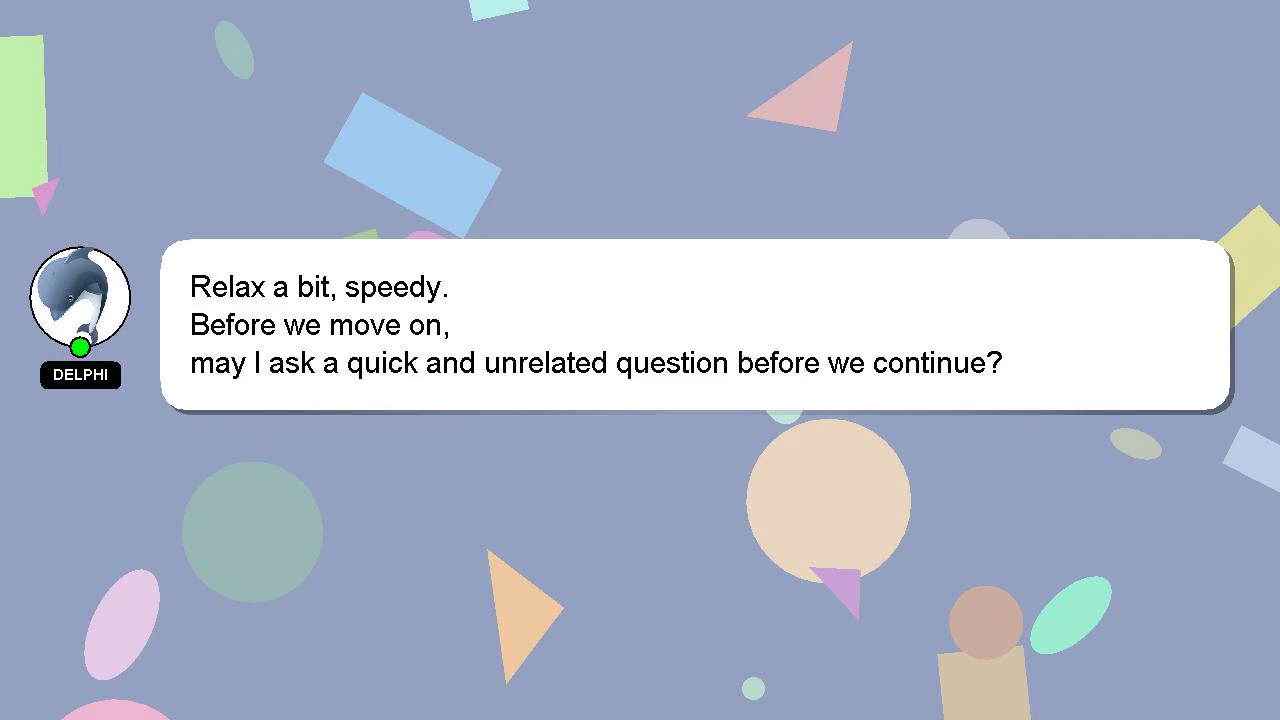 Relax a bit, speedy.
Before we move on,
may I ask a quick and unrelated question before we continue?
DELPHI